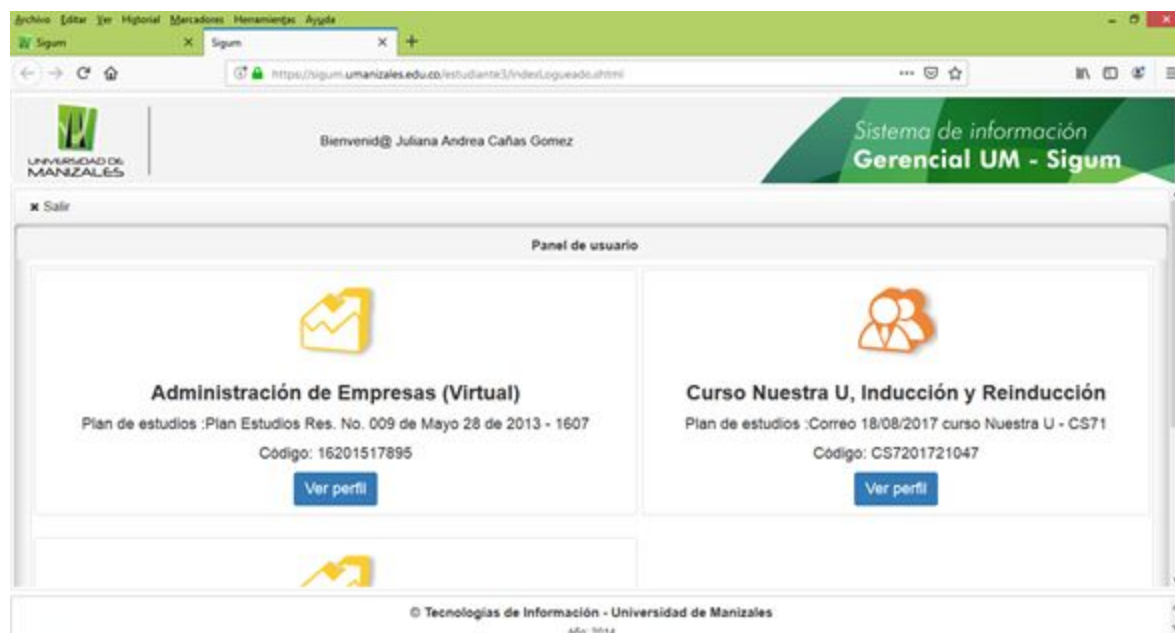 Archivo Editar Ver Historial Marcadores Herramientas Ayuda
Sigum
Sigum
https://sigum.umanizales.edu.co/estudiante3/indexLogueado.xhtml
UNIVERSIDAD DE
MANIZALES
Bienvenid@ Juliana Andrea Cañas Gomez
Sistema de información
Gerencial UM - Sigum
Salir
Panel de usuario
Administración de Empresas (Virtual)
Plan de estudios :Plan Estudios Res. No. 009 de Mayo 28 de 2013 - 1607
Código: 16201517895
Ver perfil
Curso Nuestra U, Inducción y Reinducción
Plan de estudios :Correo 18/08/2017 curso Nuestra U - CS71
Código: CS7201721047
Ver perfil
© Tecnologías de Información - Universidad de Manizales
Año: 2014